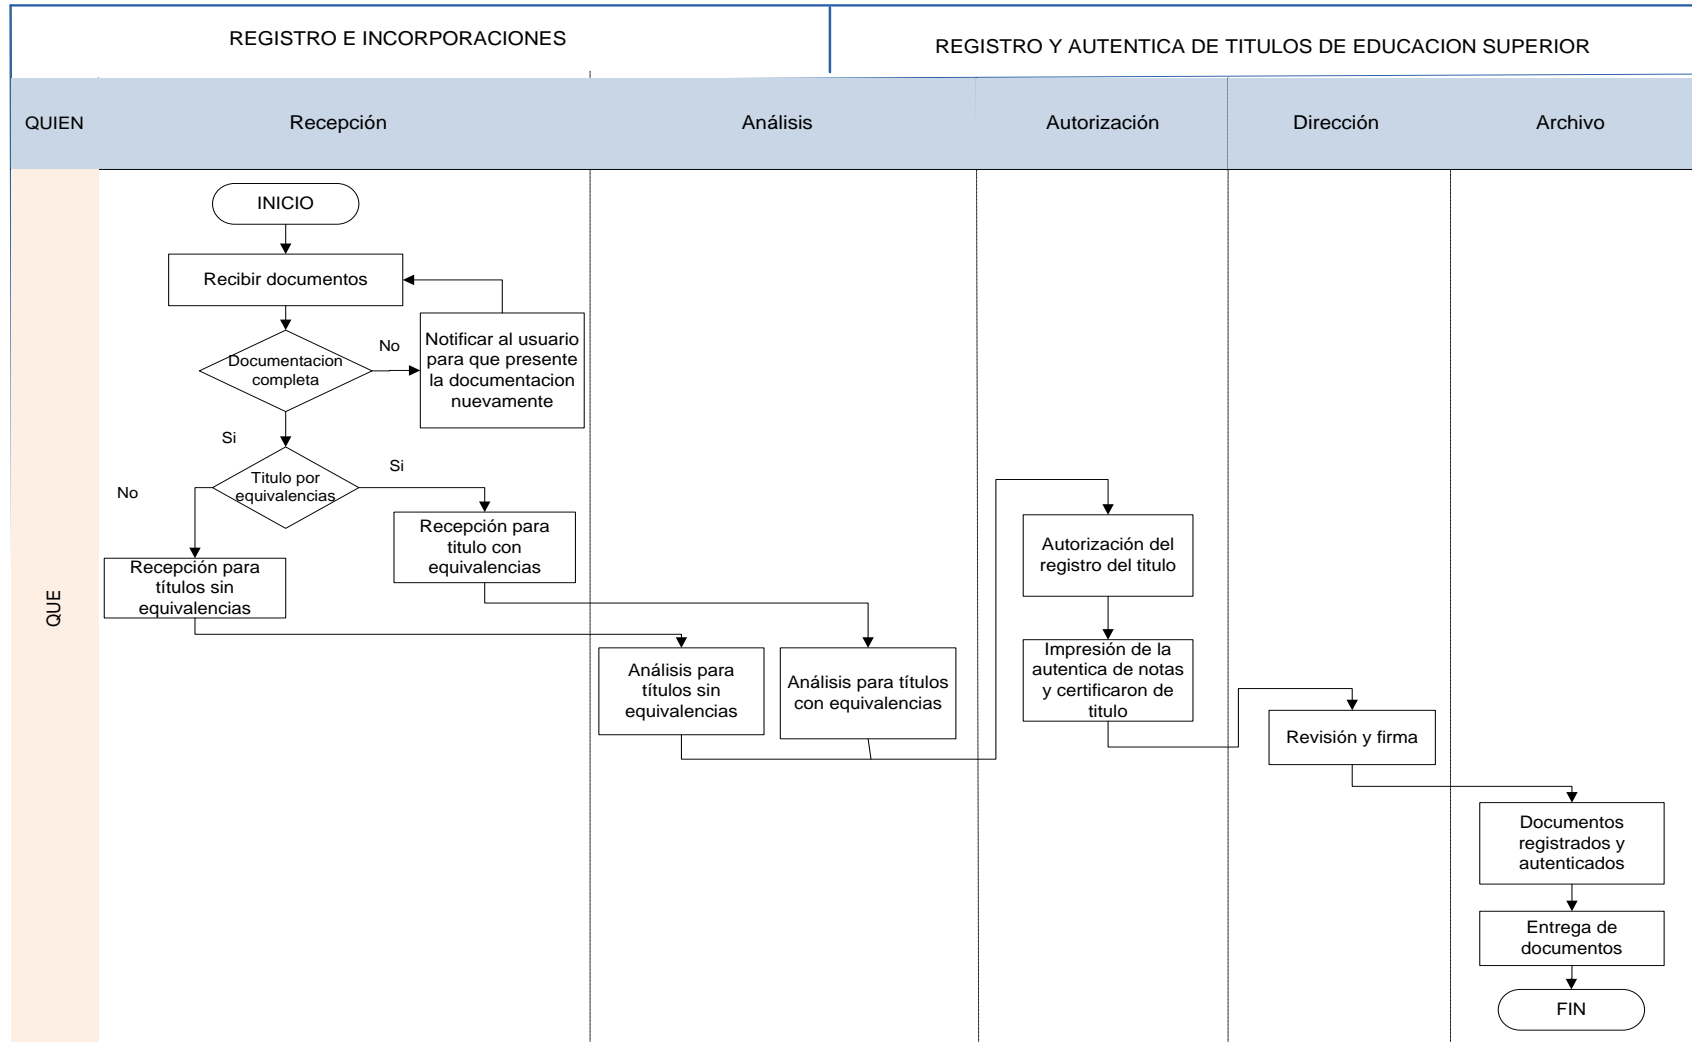 REGISTRO E INCORPORACIONES
REGISTRO Y AUTENTICA DE TITULOS DE EDUCACION SUPERIOR
QUIEN
Recepción
Análisis
Autorización
Dirección
Archivo
QUE
INICIO
Recibir documentos
Documentacion
completa
No
Notificar al usuario
para que presente
la documentacion
nuevamente
Si
Titulo por
equivalencias
Si
No
Recepción para
titulo con
equivalencias
Recepción para
títulos sin
equivalencias
Análisis para
títulos sin
equivalencias
Análisis para títulos
con equivalencias
Autorización del
registro del titulo
Impresión de la
autentica de notas
y certificaron de
titulo
Revisión y firma
Documentos
registrados y
autenticados
Entrega de
documentos
FIN